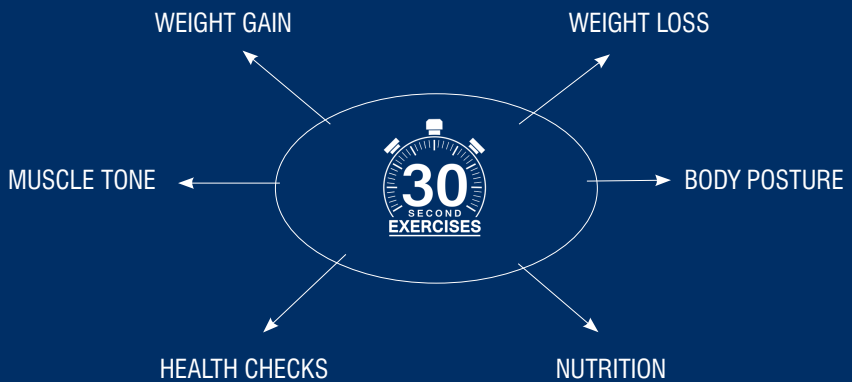 WEIGHT GAIN
WEIGHT LOSS
MUSCLE TONE
30
SECOND
EXERCISES
BODY POSTURE
HEALTH CHECKS
NUTRITION